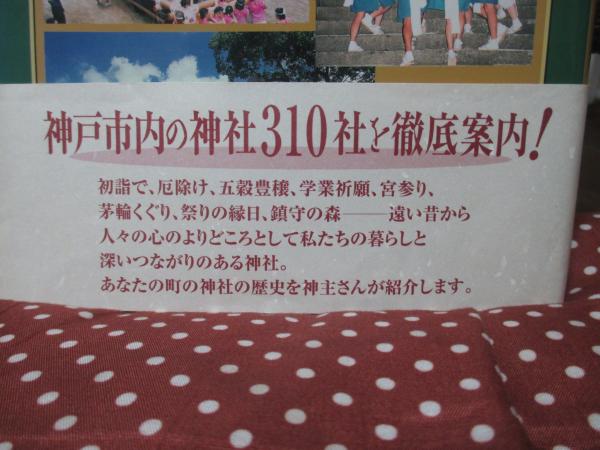 神戸市内の神社310社を徹底案内!
初詣で、厄除け、五穀豊穣、学業祈願、宮参り、
茅輪くぐり、祭りの縁日、鎮守の森――遠い昔から
人々の心のよりどころとして私たちの暮らしと
深いつながりのある神社。
あなたの町の神社の歴史を神主さんが紹介します。